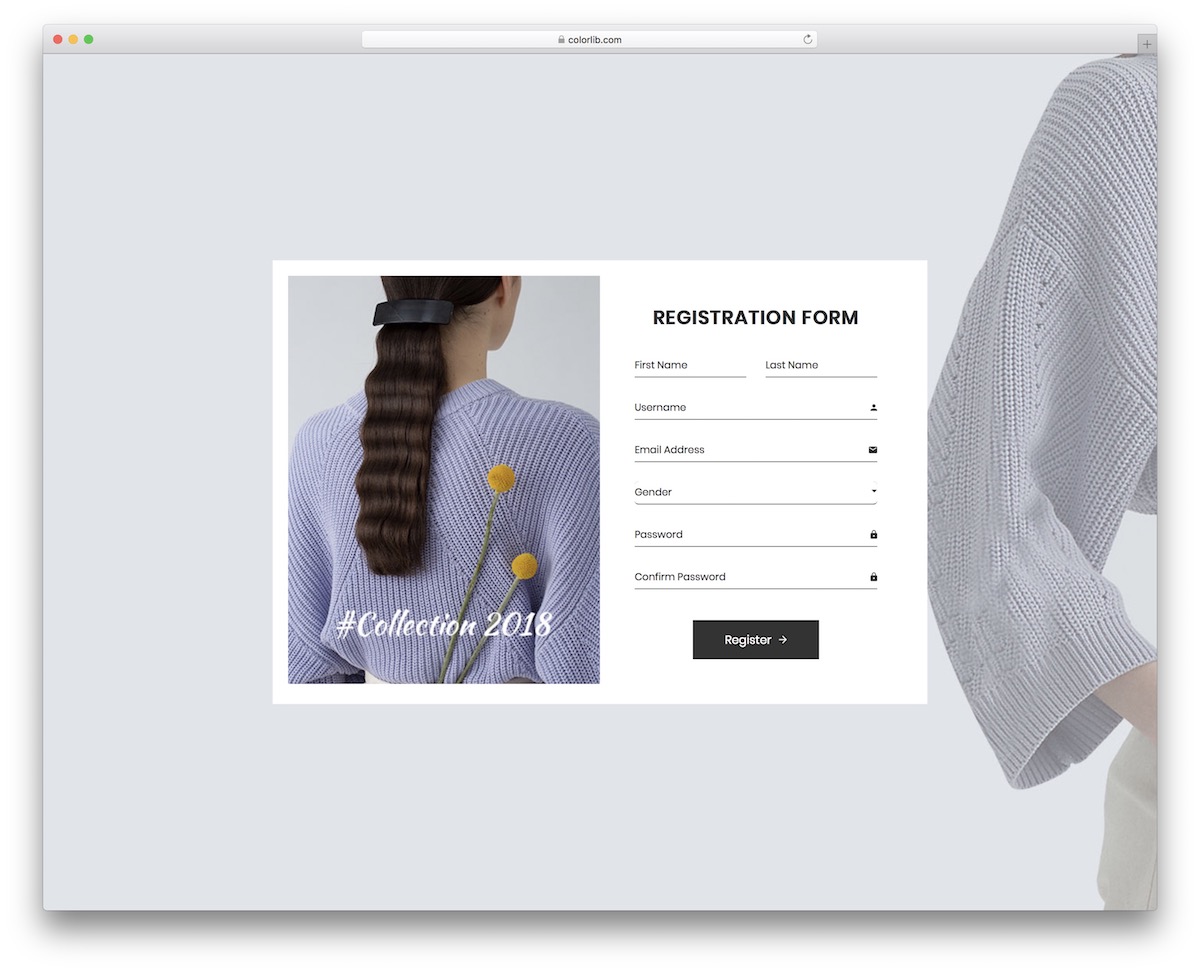 colorlib.com
#Collection 2018
REGISTRATION FORM
First Name
Last Name
Username
Email Address
Gender
Password
Confirm Password
Register →